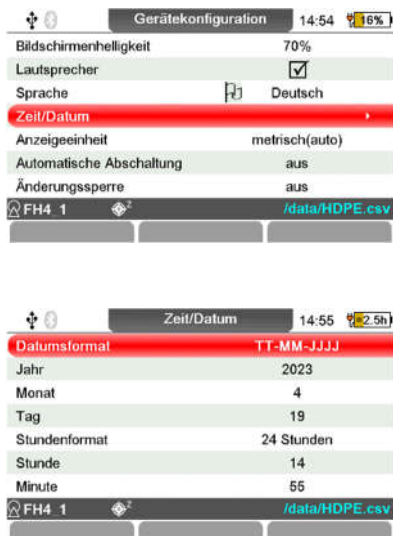 Gerätekonfiguration 14:54 16%
Bildschirmenhelligkeit 70%
Lautsprecher
Sprache Deutsch
Zeit/Datum
Anzeigeeinheit metrisch(auto)
Automatische Abschaltung aus
Änderungssperre aus
FH4_1 z /data/HDPE.csv
Zeit/Datum 14:55 2.5h
Datumsformat TT-MM-JJJJ
Jahr 2023
Monat 4
Tag 19
Stundenformat 24 Stunden
Stunde 14
Minute 55
FH4_1 z /data/HDPE.csv